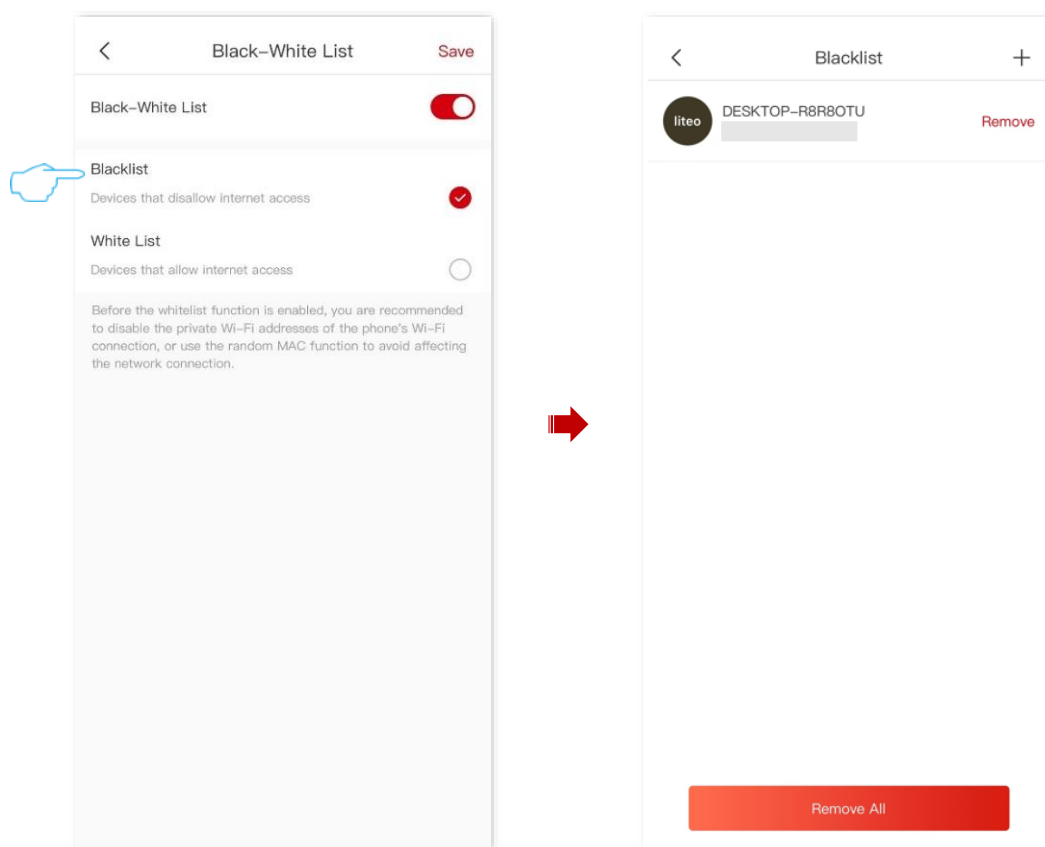 Black-White List
Save
Black-White List
Blacklist
Devices that disallow internet access
White List
Devices that allow internet access
Before the whitelist function is enabled, you are recommended
to disable the private Wi-Fi addresses of the phone's Wi-Fi
connection, or use the random MAC function to avoid affecting
the network connection.
Blacklist
liteo
DESKTOP-R8R8OTU
Remove
Remove All